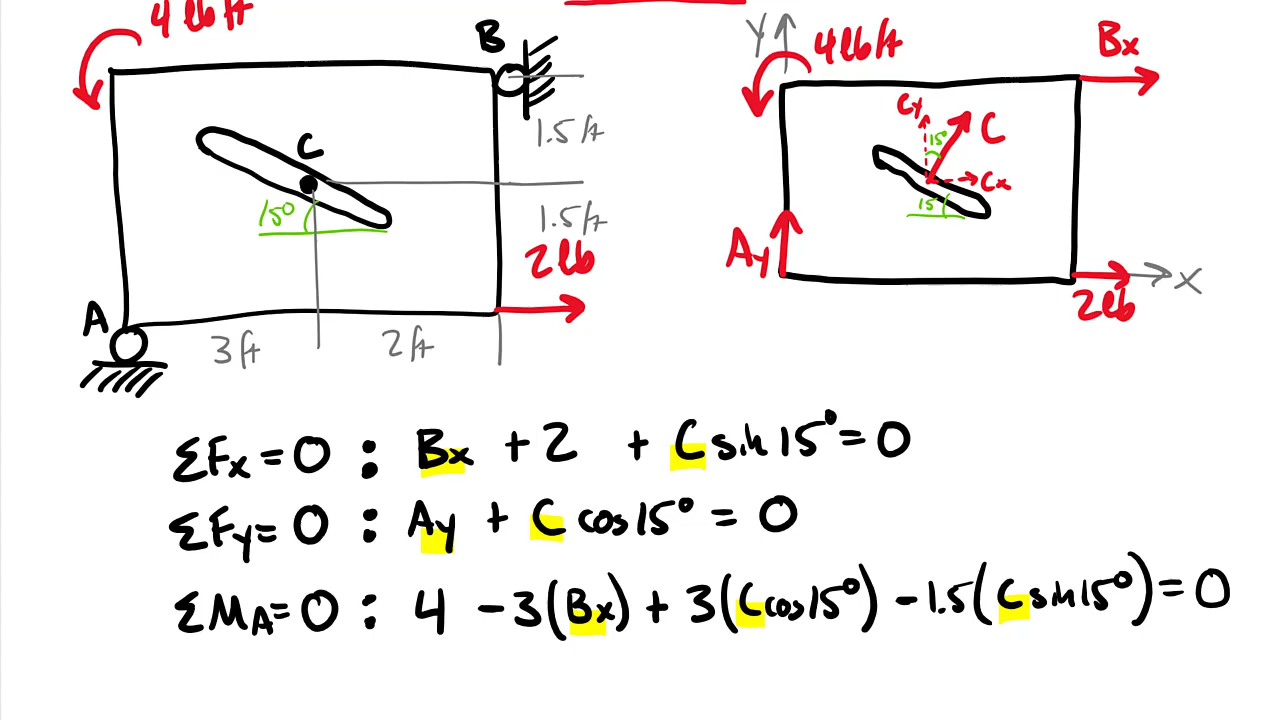 4 lb ft
B
1.5 ft
C
15°
1.5 ft
2 lb
A
3 ft
2 ft
Y
4 lb ft
Bx
Cy
15°
C
Cx
15°
Ay
X
2 lb
ΣFx = 0 : Bx + 2 + C sin 15° = 0
ΣFy = 0 : Ay + C cos 15° = 0
ΣMA = 0 : 4 - 3(Bx) + 3(C cos 15°) - 1.5(C sin 15°) = 0